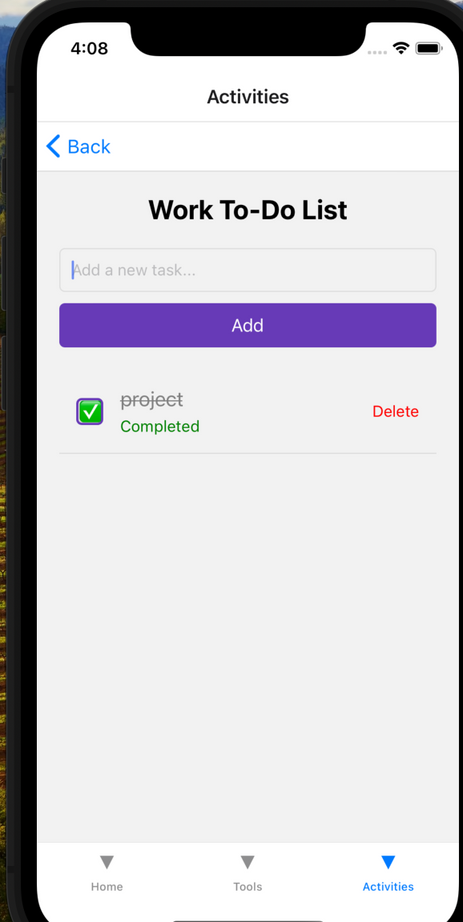 4:08
Activities
Back
Work To-Do List
Add a new task...
Add
project
Completed
Delete
Home
Tools
Activities